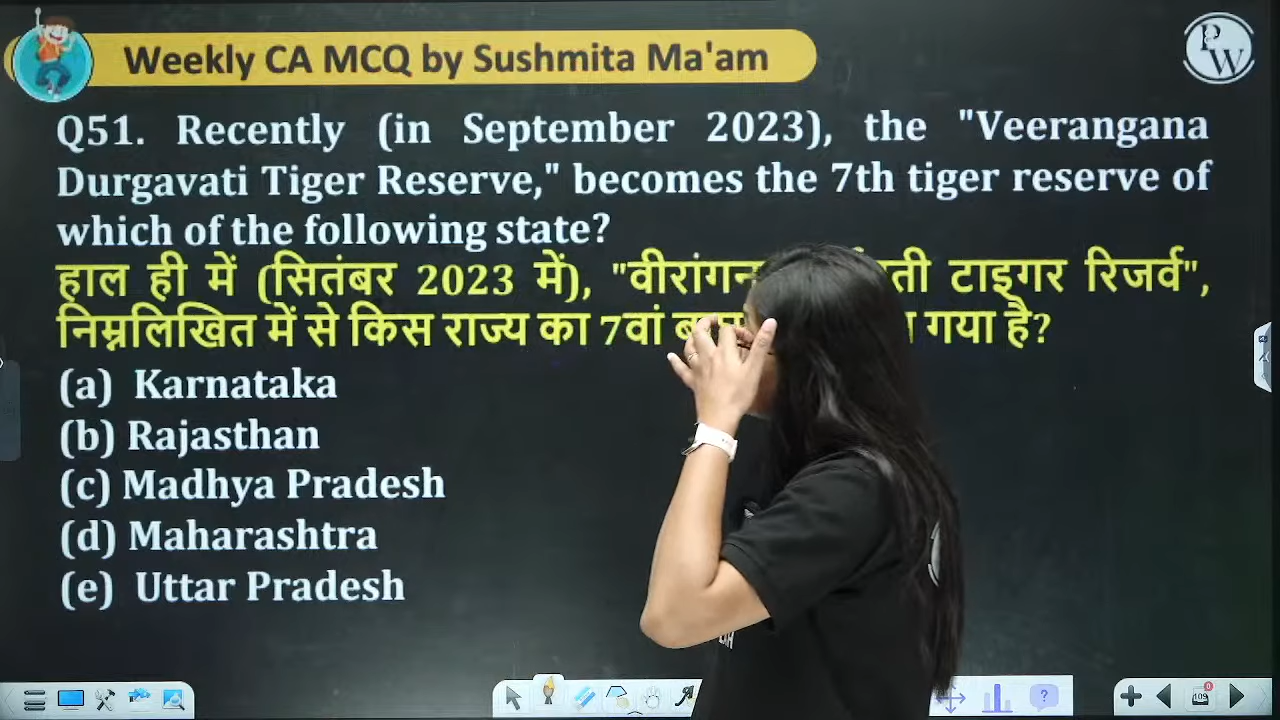 Weekly CA MCQ by Sushmita Ma'am
PW
Q51. Recently (in September 2023), the "Veerangana
Durgavati Tiger Reserve," becomes the 7th tiger reserve of
which of the following state?
हाल ही में (सितंबर 2023 में), टाइगर रिजर्व",
निम्नलिखित में से किस राज्य का 7वां गया है?
(a) Karnataka
(b) Rajasthan
(c) Madhya Pradesh
(d) Maharashtra
(e) Uttar Pradesh